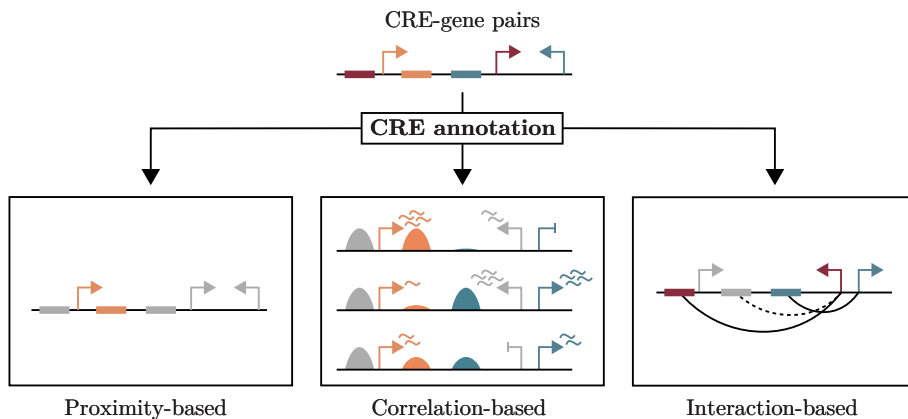 CRE-gene pairs
CRE annotation
Proximity-based
Correlation-based
Interaction-based